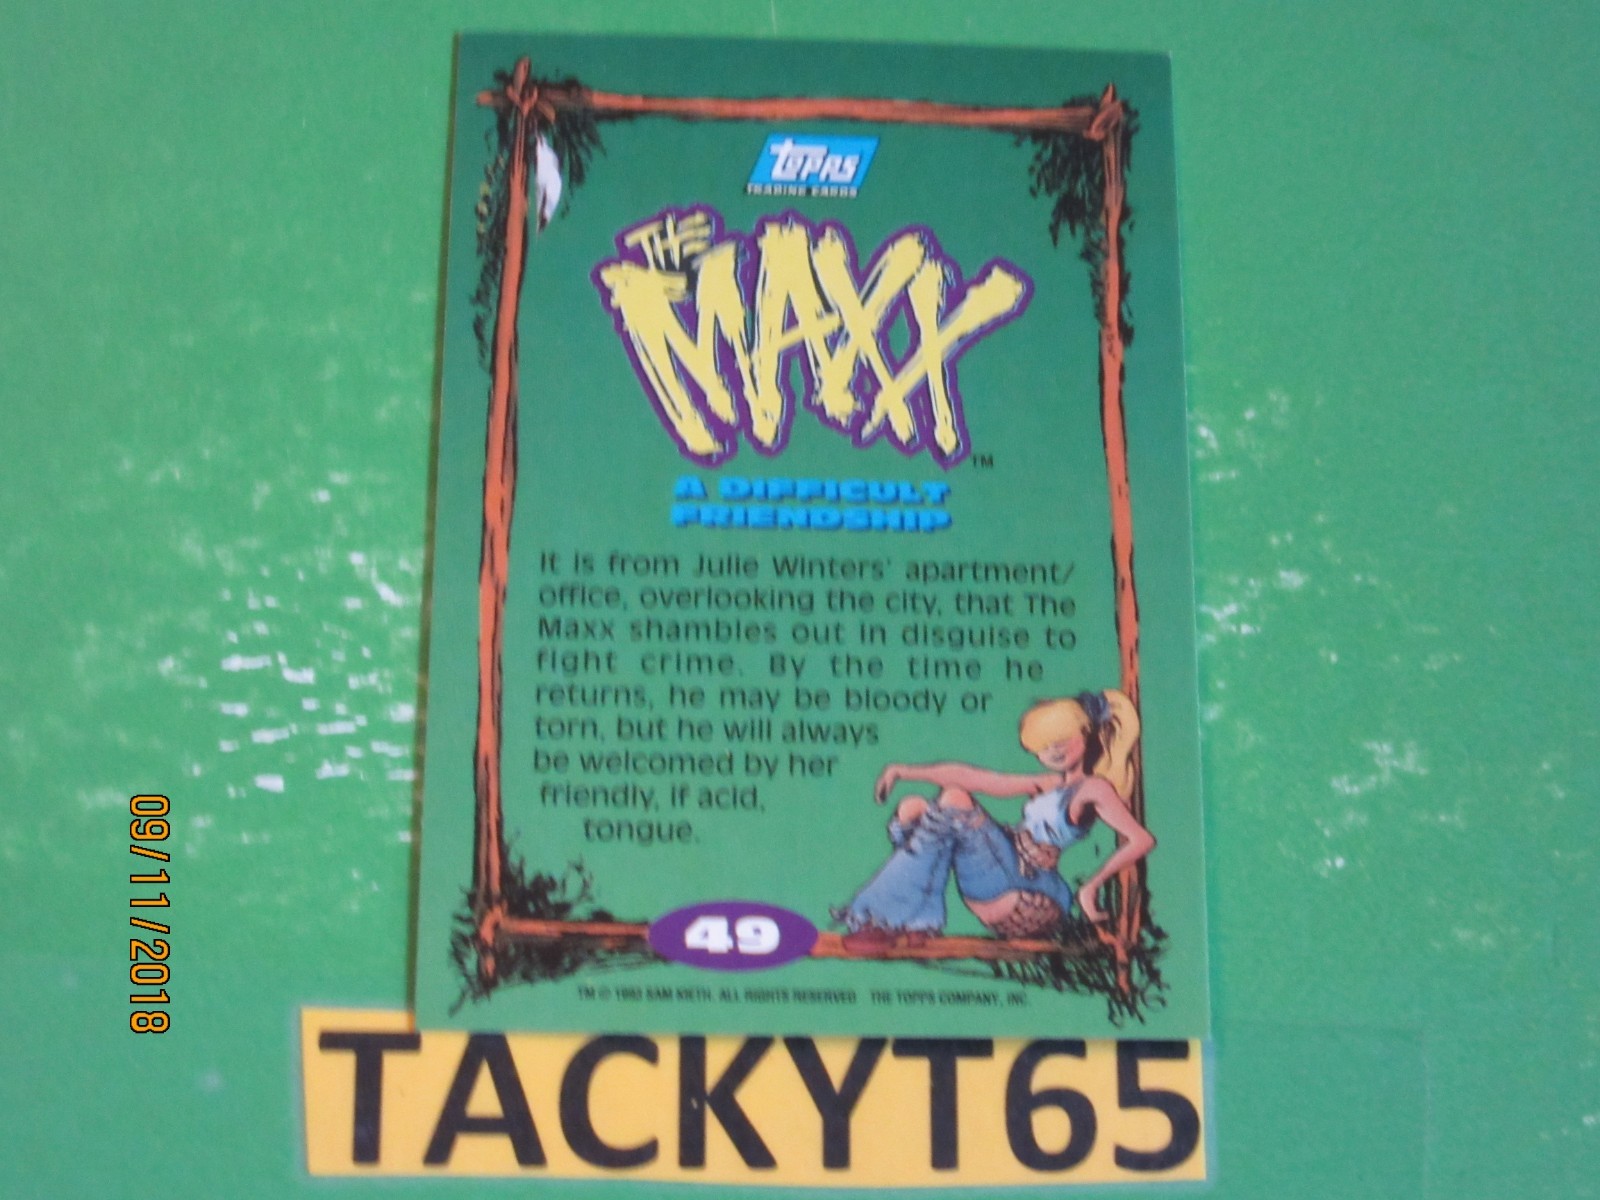 TOPPS
TRADING CARDS
THE
MAXX
TM
A DIFFICULT
FRIENDSHIP
It is from Julie Winters' apartment/
office, overlooking the city, that The
Maxx shambles out in disguise to
fight crime. By the time he
returns, he may be bloody or
torn, but he will always
be welcomed by her
friendly, if acid,
tongue.
49
TM © 1993 SAM KIETH. ALL RIGHTS RESERVED THE TOPPS COMPANY, INC.
09/11/2018
TACKYT65